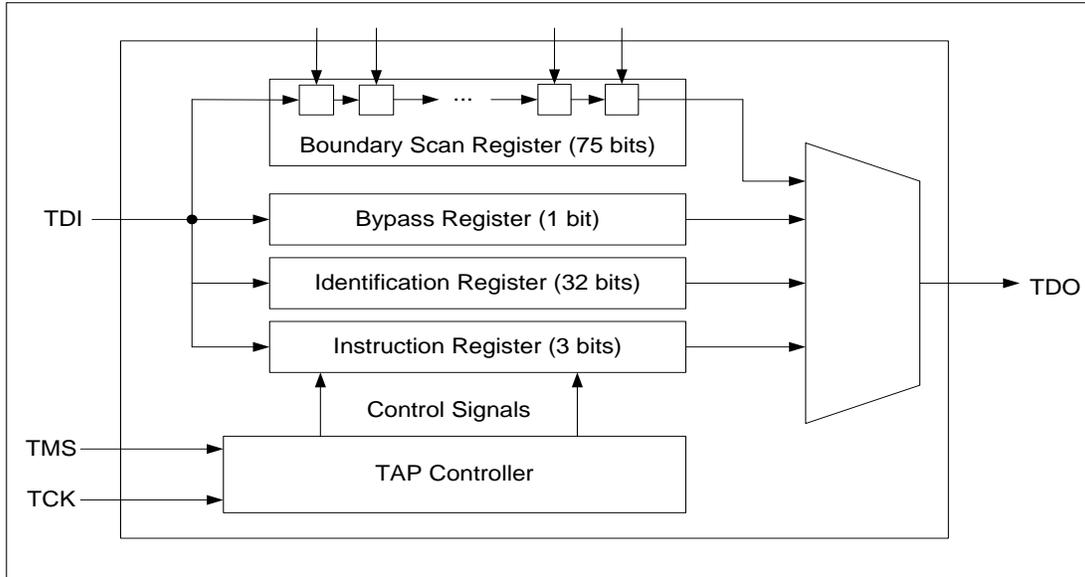 ...
Boundary Scan Register (75 bits)
TDI
Bypass Register (1 bit)
Identification Register (32 bits)
TDO
Instruction Register (3 bits)
Control Signals
TMS
TAP Controller
TCK